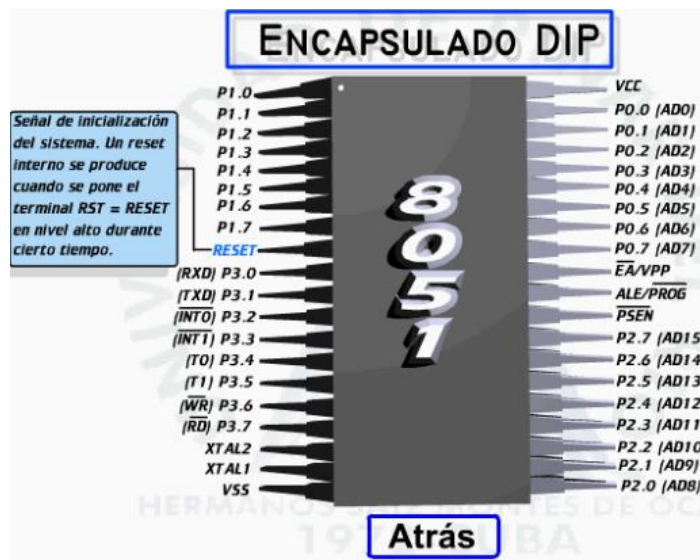 ENCAPSULADO DIP
Señal de inicialización
del sistema. Un reset
interno se produce
cuando se pone el
terminal RST = RESET
en nivel alto durante
cierto tiempo.
P1.0
P1.1
P1.2
P1.3
P1.4
P1.5
P1.6
P1.7
RESET
(RXD) P3.0
(TXD) P3.1
(INT0) P3.2
(INT1) P3.3
(T0) P3.4
(T1) P3.5
(WR) P3.6
(RD) P3.7
XTAL2
XTAL1
VSS
8051
VCC
P0.0 (AD0)
P0.1 (AD1)
P0.2 (AD2)
P0.3 (AD3)
P0.4 (AD4)
P0.5 (AD5)
P0.6 (AD6)
P0.7 (AD7)
EA/VPP
ALE/PROG
PSEN
P2.7 (AD15
P2.6 (AD14
P2.5 (AD13
P2.4 (AD12
P2.3 (AD11
P2.2 (AD10
P2.1 (AD9)
P2.0 (AD8)
Atrás